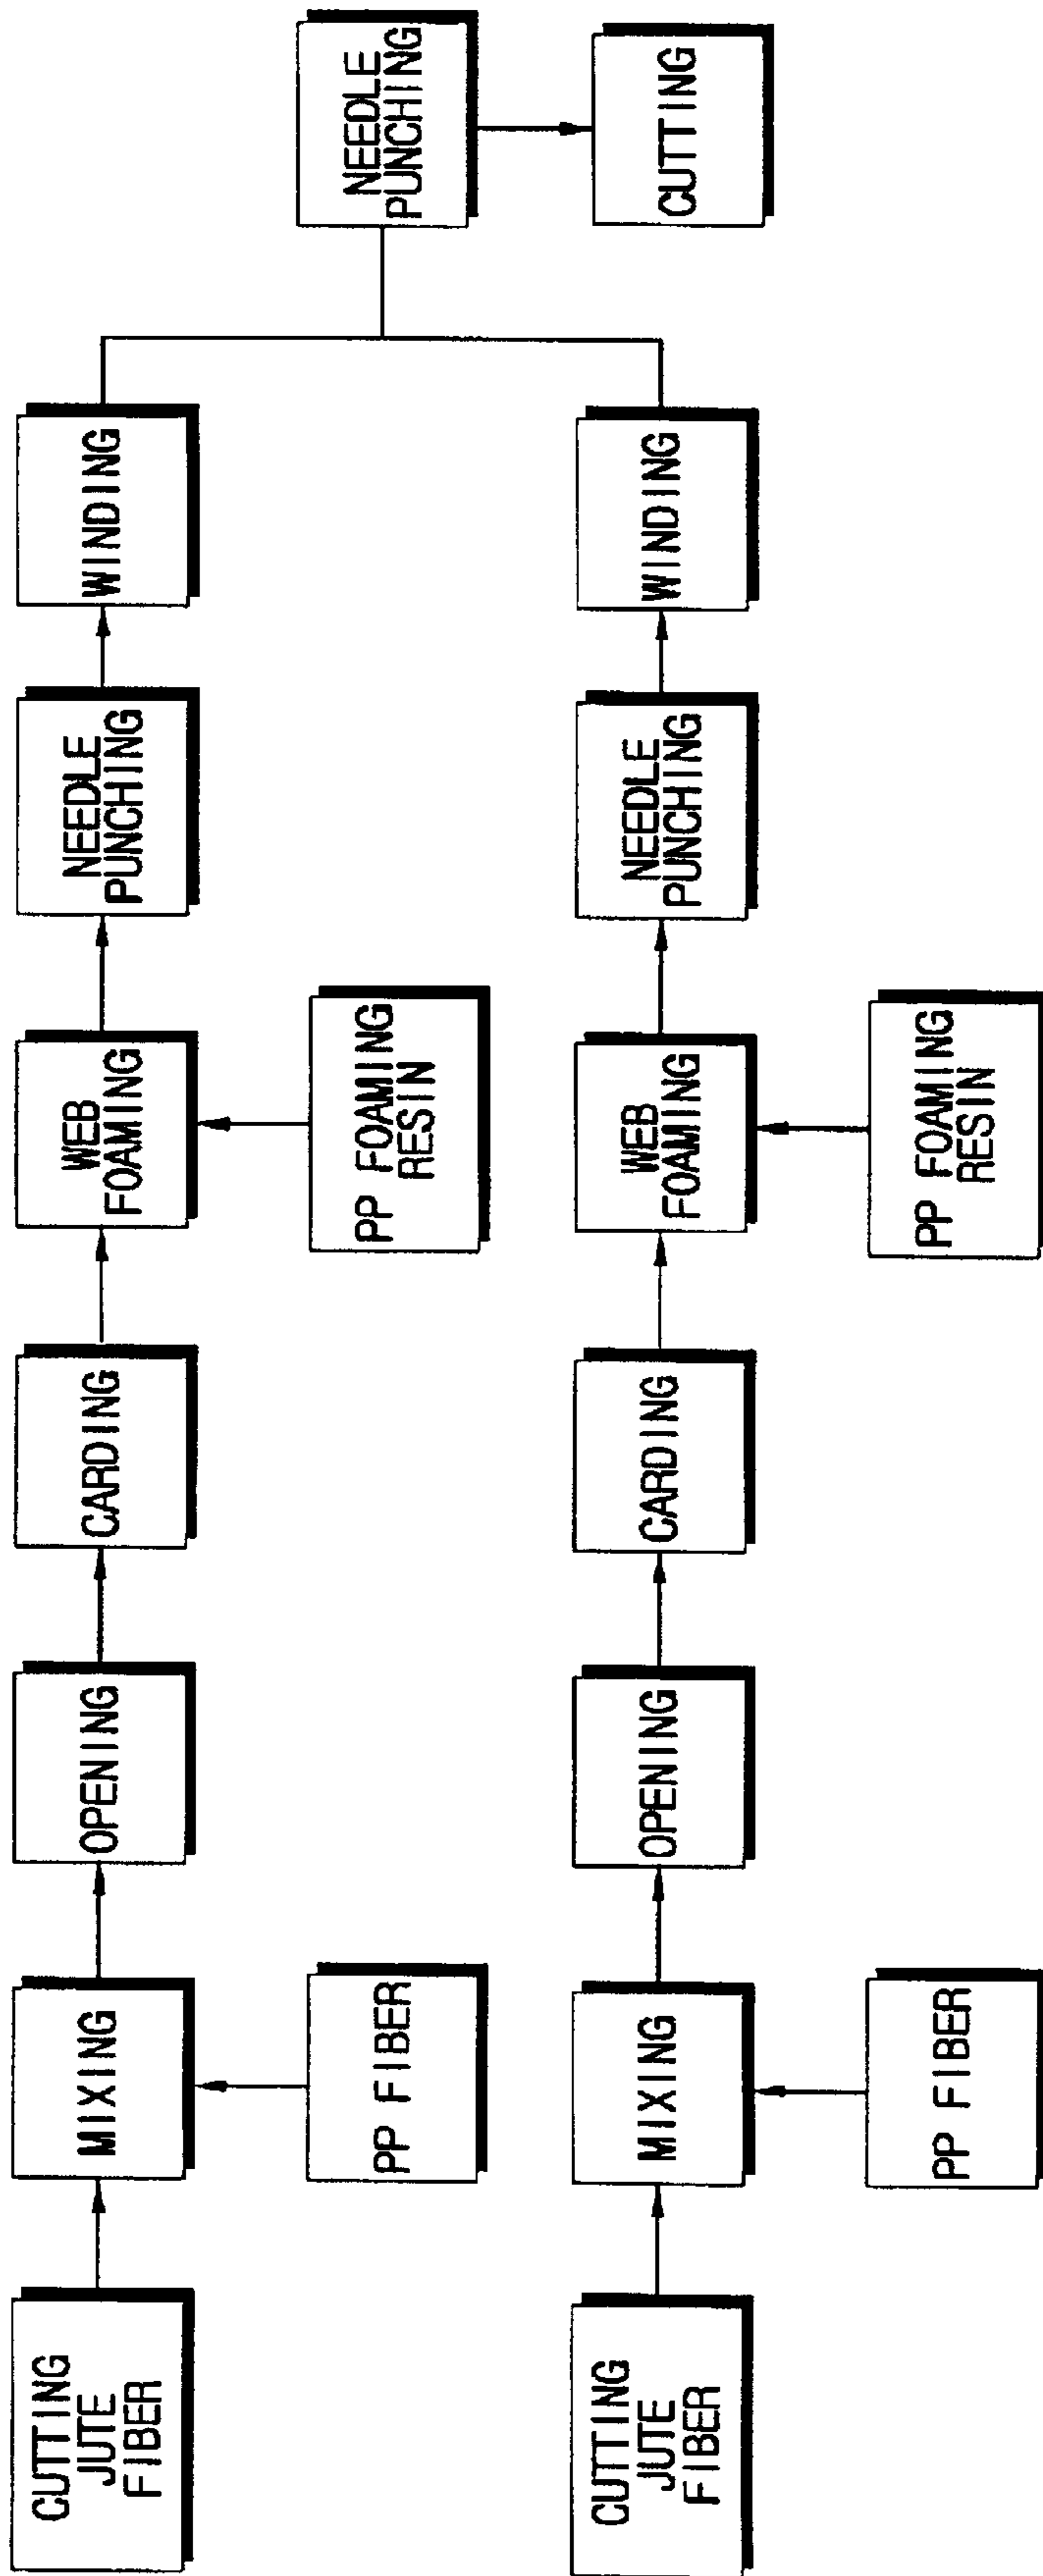 CUTTING
JUTE
FIBER
MIXING
PP FIBER
OPENING
CARDING
WEB
FOAMING
PP FOAMING
RESIN
NEEDLE
PUNCHING
WINDING
CUTTING
JUTE
FIBER
MIXING
PP FIBER
OPENING
CARDING
WEB
FOAMING
PP FOAMING
RESIN
NEEDLE
PUNCHING
WINDING
NEEDLE
PUNCHING
CUTTING